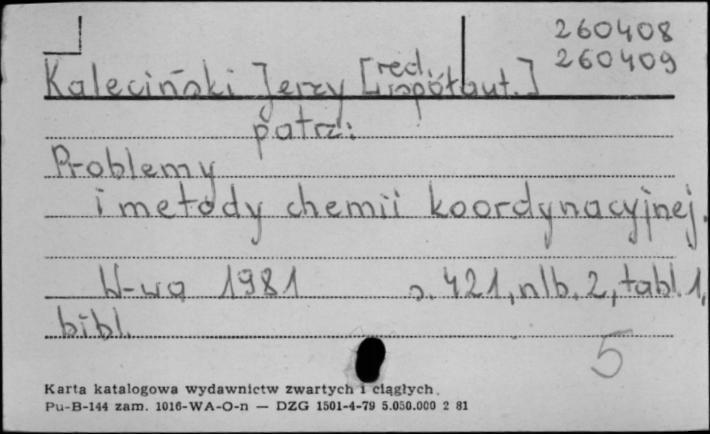 260408
260409
Kaleciński Jerzy [red. i współaut.]
patrz:
Problemy
i metody chemii koordynacyjnej.
W-wa 1981 s. 421, nlb. 2, tabl. 1,
bibl.
5
Karta katalogowa wydawnictw zwartych i ciągłych.
Pu-B-144 zam. 1016-WA-O-n — DZG 1501-4-79 5.050.000 2 81